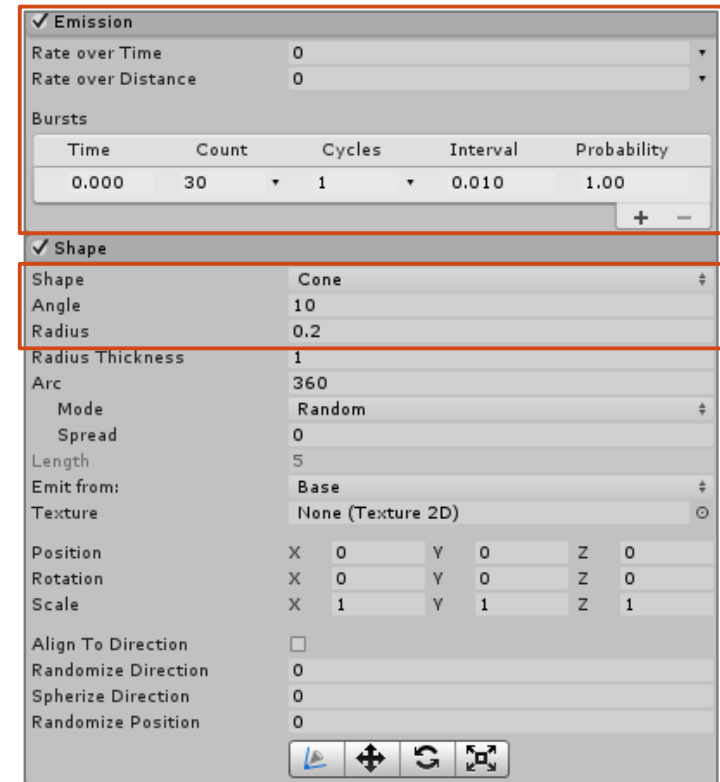 Emission
Rate over Time 0
Rate over Distance 0
Bursts
Time Count Cycles Interval Probability
0.000 30 1 0.010 1.00
+ −
Shape
Shape Cone
Angle 10
Radius 0.2
Radius Thickness 1
Arc 360
Mode Random
Spread 0
Length 5
Emit from: Base
Texture None (Texture 2D)
Position X 0 Y 0 Z 0
Rotation X 0 Y 0 Z 0
Scale X 1 Y 1 Z 1
Align To Direction
Randomize Direction 0
Spherize Direction 0
Randomize Position 0